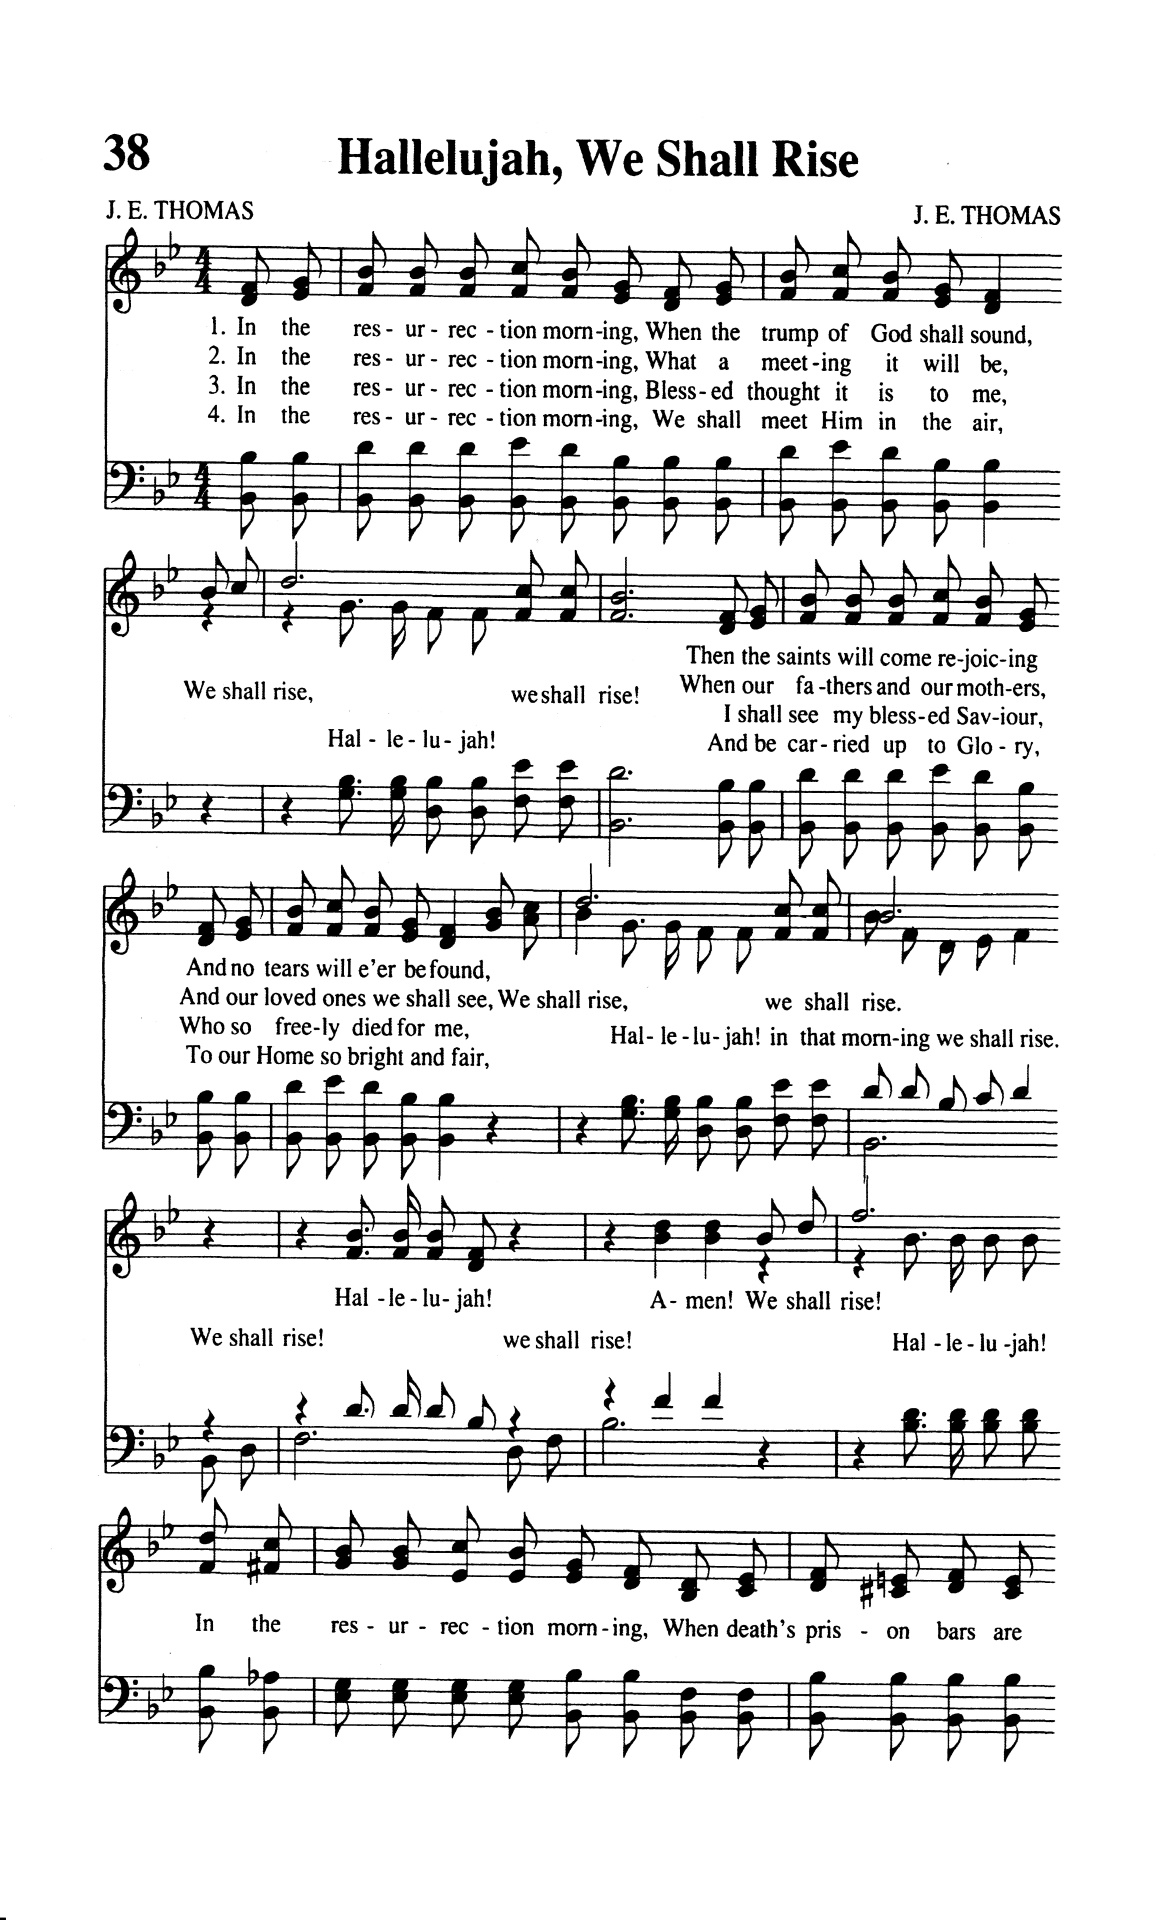 38 Hallelujah, We Shall Rise
J. E. THOMAS J. E. THOMAS
1. In the res - ur - rec - tion morn-ing, When the trump of God shall sound,
2. In the res - ur - rec - tion morn-ing, What a meet-ing it will be,
3. In the res - ur - rec - tion morn-ing, Bless-ed thought it is to me,
4. In the res - ur - rec - tion morn-ing, We shall meet Him in the air,
Then the saints will come re-joic-ing
We shall rise, we shall rise! When our fa-thers and our moth-ers,
I shall see my bless-ed Sav-iour,
Hal - le - lu - jah! And be car-ried up to Glo - ry,
And no tears will e'er be found,
And our loved ones we shall see, We shall rise, we shall rise.
Who so free-ly died for me,
Hal - le - lu - jah! in that morn-ing we shall rise.
To our Home so bright and fair,
Hal - le - lu - jah! A - men! We shall rise!
We shall rise! we shall rise! Hal - le - lu - jah!
In the res - ur - rec - tion morn-ing, When death's pris - on bars are